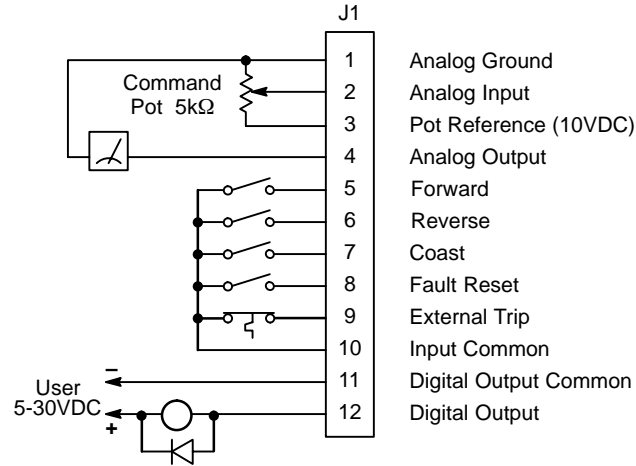 J1
1 Analog Ground
Command
Pot 5kΩ
2 Analog Input
3 Pot Reference (10VDC)
4 Analog Output
5 Forward
6 Reverse
7 Coast
8 Fault Reset
9 External Trip
10 Input Common
11 Digital Output Common
12 Digital Output
–
User
5-30VDC
+